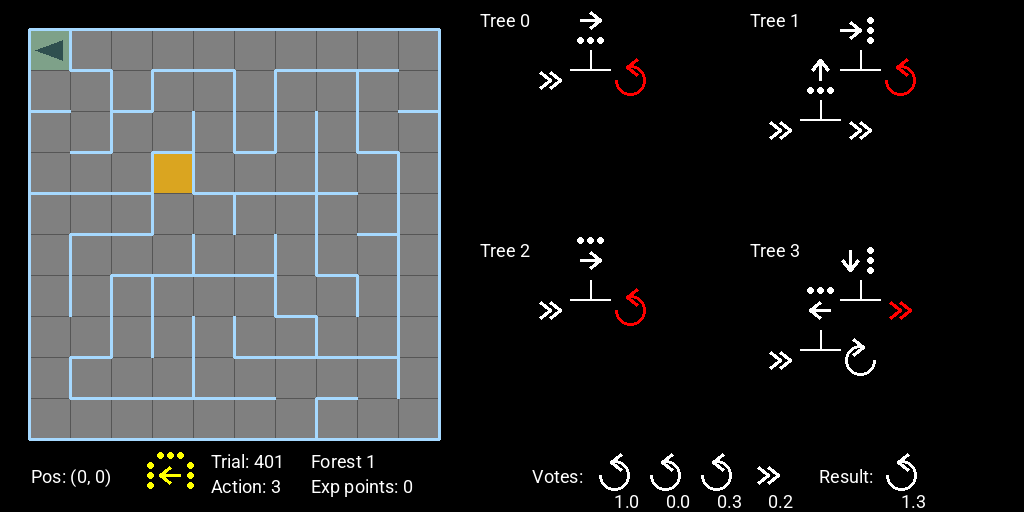 Tree 0
Tree 1
Tree 2
Tree 3
Pos: (0, 0)
Trial: 401
Forest 1
Action: 3
Exp points: 0
Votes:
1.0
0.0
0.3
0.2
Result:
1.3